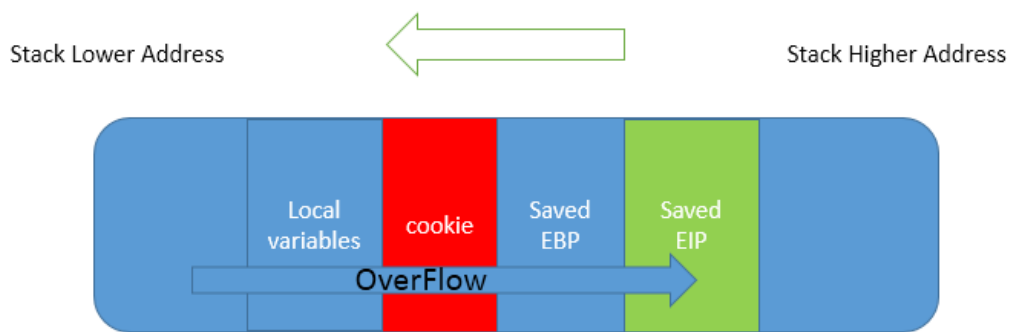 Stack Lower Address
Stack Higher Address
Local
variables
cookie
Saved
EBP
Saved
EIP
OverFlow